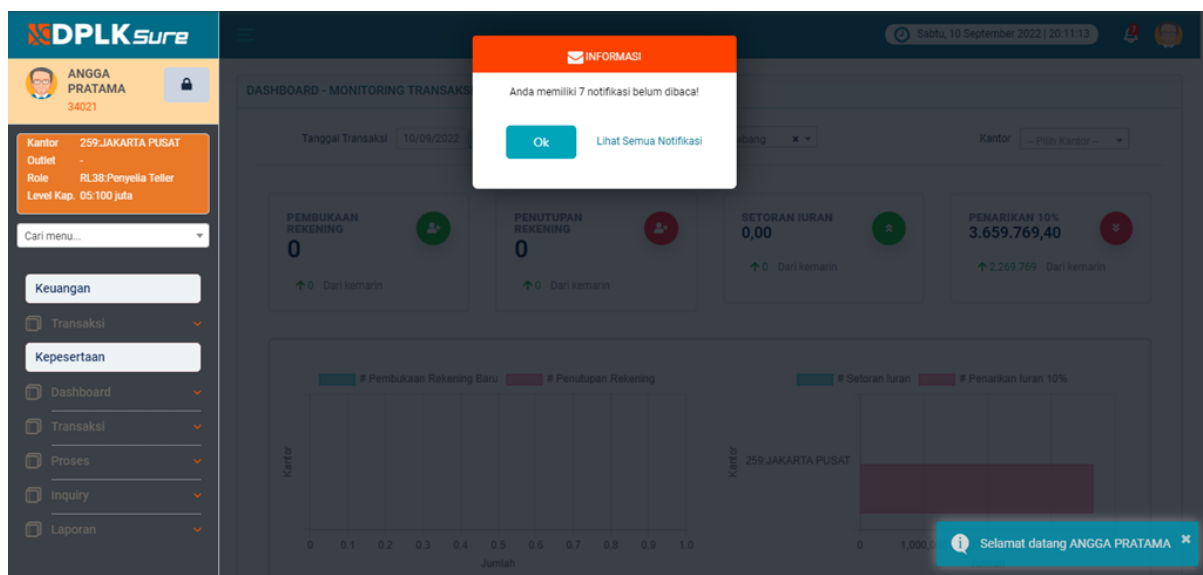 DPLKsure
Sabtu, 10 September 2022 | 20:11:13
ANGGA
PRATAMA
34021
Kantor 259:JAKARTA PUSAT
Outlet -
Role RL38:Penyelia Teller
Level Kap. 05:100 juta
Cari menu...
Keuangan
Transaksi
Kepesertaan
Dashboard
Transaksi
Proses
Inquiry
Laporan
INFORMASI
Anda memiliki 7 notifikasi belum dibaca!
Ok Lihat Semua Notifikasi
DASHBOARD - MONITORING TRANSAKS
Tanggal Transaksi 10/09/2022 abang x Kantor -- Pilih Kantor --
PEMBUKAAN
REKENING
0
0 Dari kemarin
PENUTUPAN
REKENING
0
0 Dari kemarin
SETORAN IURAN
0,00
0 Dari kemarin
PENARIKAN 10%
3.659.769,40
2,269.769 Dari kemarin
# Pembukaan Rekening Baru # Penutupan Rekening
Kantor
0 0.1 0.2 0.3 0.4 0.5 0.6 0.7 0.8 0.9 1.0
Jumlah
# Setoran Iuran # Penarikan Iuran 10%
Kantor
259:JAKARTA PUSAT
0 1,000,0
Selamat datang ANGGA PRATAMA ×